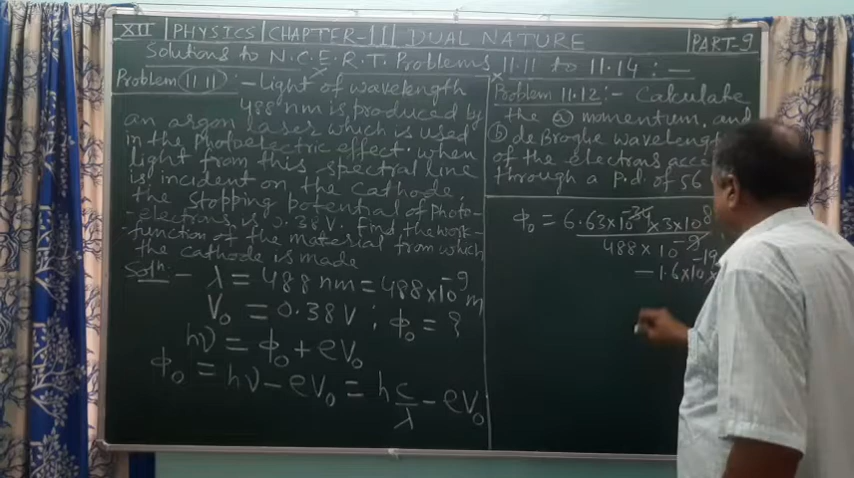 XII PHYSICS CHAPTER-11 DUAL NATURE PART-9
Solutions to N.C.E.R.T. Problems 11.11 to 11.14 :-
Problem 11.11 :- Light of wavelength
488 nm is produced by
an argon laser which is used
in the Photoelectric effect. When
light from this spectral line
is incident on the cathode,
the stopping potential of photo-
-electrons is 0.38V. Find the work-
-function of the material from which
the cathode is made
Soln - λ = 488 nm = 488×10⁻⁹ m
V₀ = 0.38V ; ϕ₀ = ?
hν = ϕ₀ + eV₀
ϕ₀ = hν - eV₀ = h c/λ - eV₀
Problem 11.12 :- Calculate
the (a) momentum, and
(b) de Broglie wavelength
of the electrons
through a P.d. of 56
ϕ₀ = 6.63×10⁻³⁴×3×10⁸
488×10⁻⁹
- 1.6×10⁻¹⁹